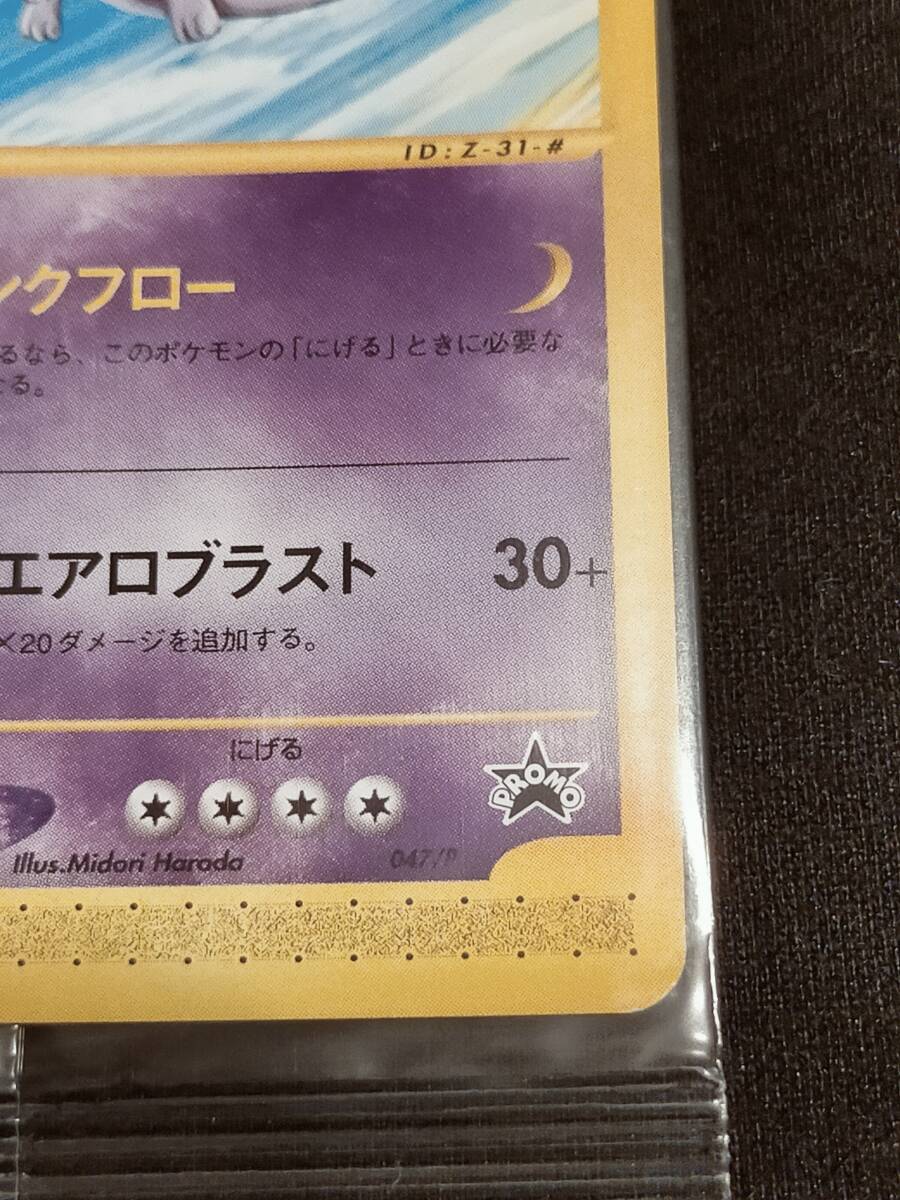 ID:Z-31-#
ンクフロー
るなら、このポケモンの「にげる」ときに必要な
なる。
エアロブラスト 30+
×20ダメージを追加する。
にげる
PROMO
Illus.Midori Harada 047/P